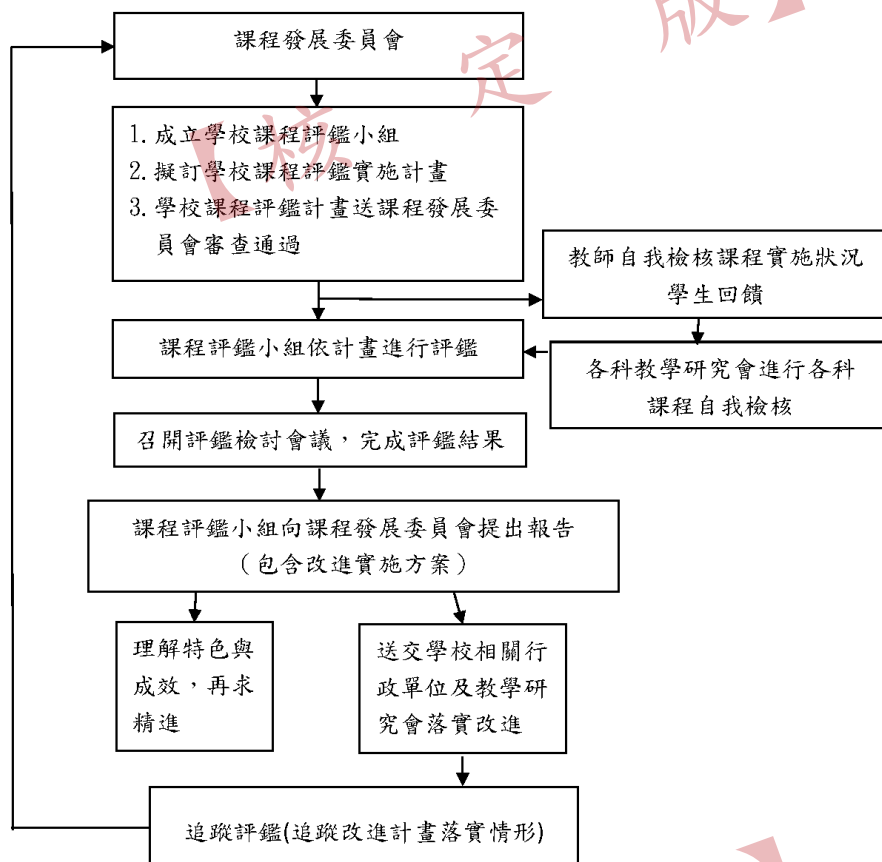 課程發展委員會
1. 成立學校課程評鑑小組
2. 擬訂學校課程評鑑實施計畫
3. 學校課程評鑑計畫送課程發展委
員會審查通過
教師自我檢核課程實施狀況
學生回饋
課程評鑑小組依計畫進行評鑑
各科教學研究會進行各科
課程自我檢核
召開評鑑檢討會議，完成評鑑結果
課程評鑑小組向課程發展委員會提出報告
（包含改進實施方案）
理解特色與
成效，再求
精進
送交學校相關行
政單位及教學研
究會落實改進
追蹤評鑑(追蹤改進計畫落實情形)
【核定版】
】